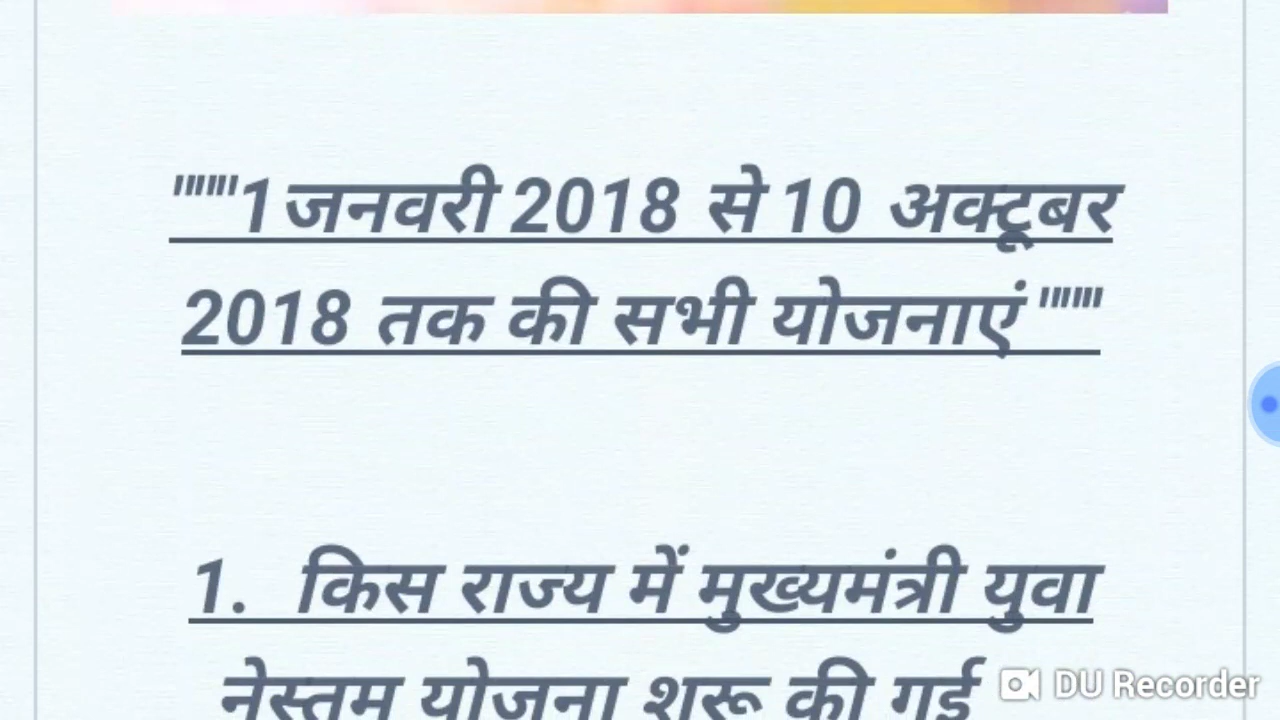 """1 जनवरी 2018 से 10 अक्टूबर
2018 तक की सभी योजनाएं """
1. किस राज्य में मुख्यमंत्री युवा
नेस्तम योजना शुरू की गई
DU Recorder